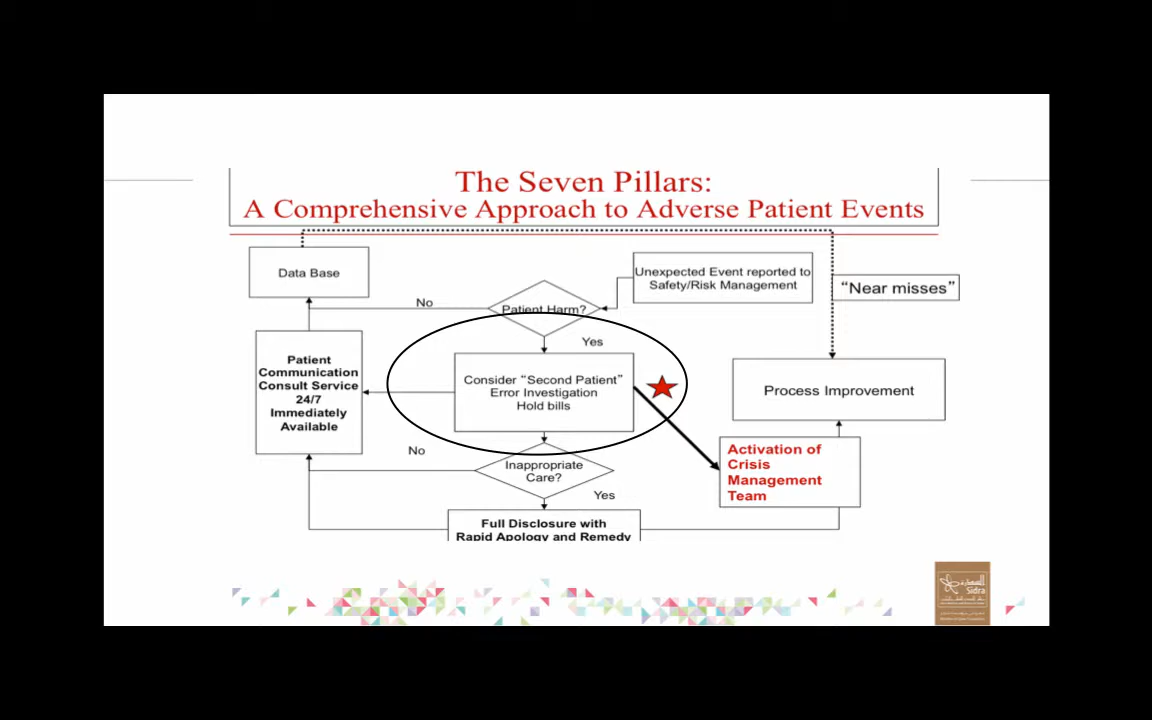 The Seven Pillars:
A Comprehensive Approach to Adverse Patient Events
Data Base
Unexpected Event reported to
Safety/Risk Management
"Near misses"
No
Patient Harm?
Yes
Patient
Communication
Consult Service
24/7
Immediately
Available
Consider "Second Patient"
Error Investigation
Hold bills
Process Improvement
Activation of
Crisis
Management
Team
No
Inappropriate
Care?
Yes
Full Disclosure with
Rapid Apology and Remedy
Sidra